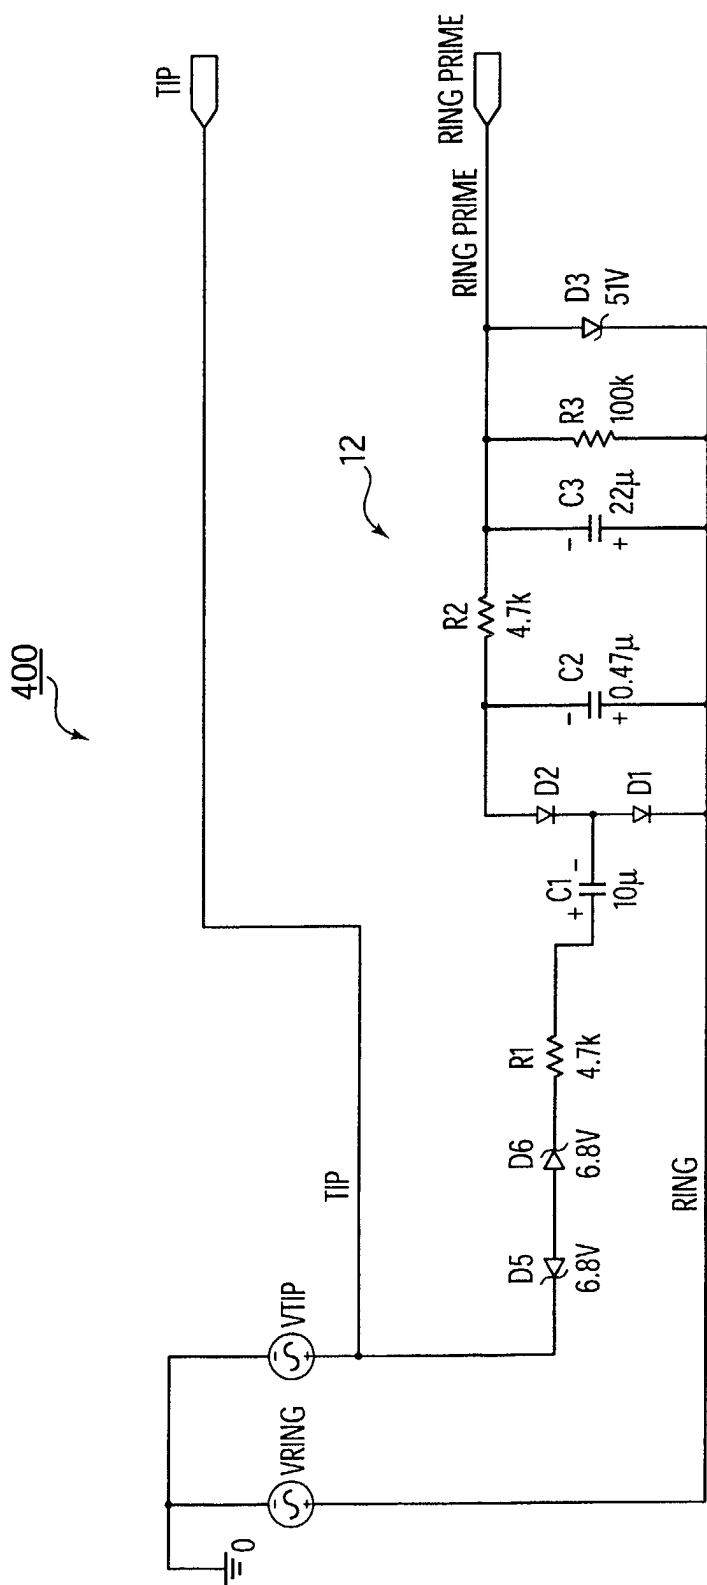 400
TIP
TIP
12
RING PRIME
RING PRIME
VTIP
-
+
VRING
-
+
0
D5
6.8V
D6
6.8V
R1
4.7k
C1
+
-
10µ
D2
D1
C2
-
+
0.47µ
R2
4.7k
C3
-
+
22µ
R3
100k
D3
51V
RING